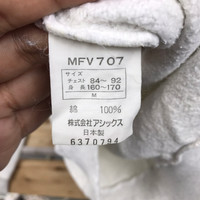 MFV707
サイズ
チェスト 84～92
身長 160～170
M
綿 100%
株式会社アシックス
日本製
6370794